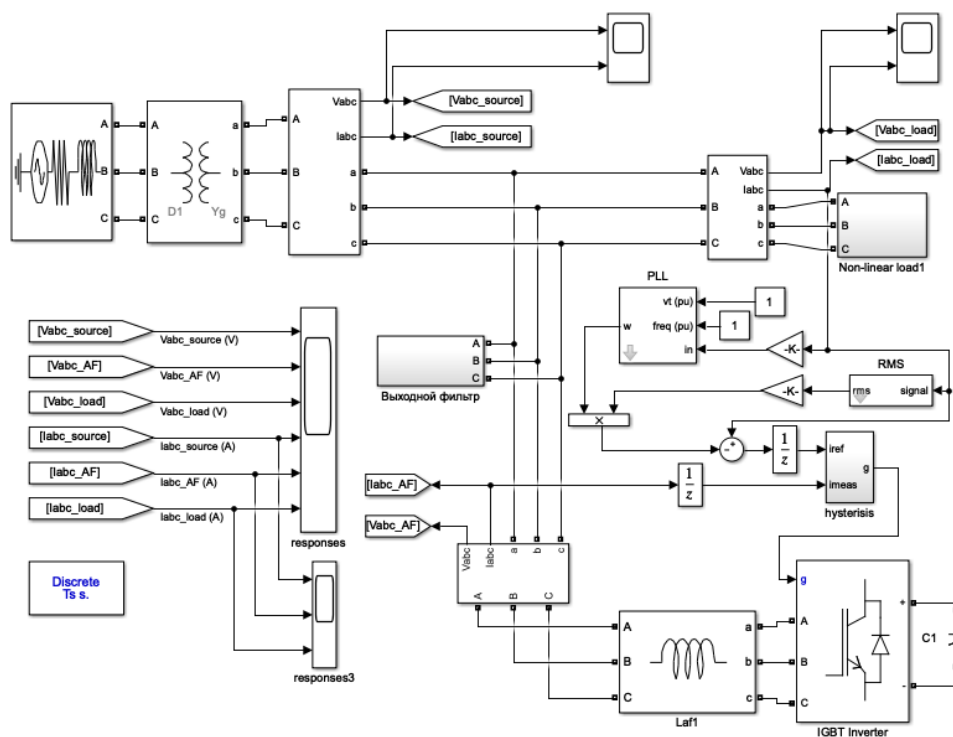 Vabc
Iabc
[Vabc_source]
[Iabc_source]
a
b
c
A
B
C
A
B
C
D1
Yg
a
b
c
A
B
C
A
B
C
Vabc
Iabc
a
b
c
[Vabc_load]
[Iabc_load]
A
B
C
Non-linear load1
PLL
w
vt (pu)
freq (pu)
in
1
1
-K-
-K-
RMS
rms
signal
×
-
+
1
z
1
z
iref
imeas
g
hysterisis
A
B
C
Выходной фильтр
[Vabc_source]
[Vabc_AF]
[Vabc_load]
[Iabc_source]
[Iabc_AF]
[Iabc_load]
Vabc_source (V)
Vabc_AF (V)
Vabc_load (V)
Iabc_source (A)
Iabc_AF (A)
Iabc_load (A)
responses
responses3
Discrete
Ts s.
[Iabc_AF]
[Vabc_AF]
Vabc
Iabc
a
b
c
A
B
C
A
B
C
a
b
c
Laf1
g
A
B
C
+
-
IGBT Inverter
C1